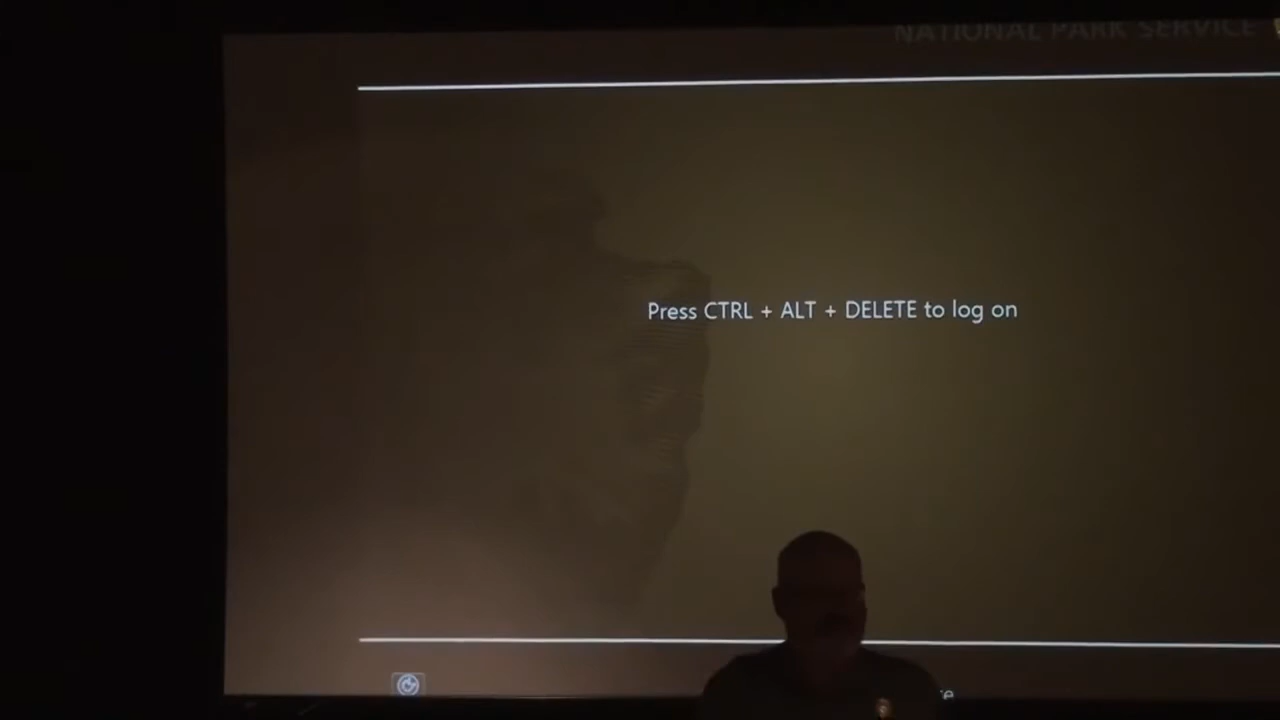 NATIONAL PARK SERVICE
Press CTRL + ALT + DELETE to log on